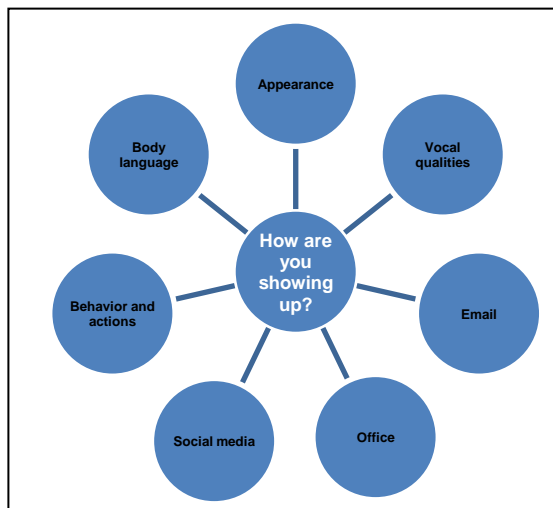 Appearance
Vocal
qualities
Email
Office
Social media
Behavior and
actions
Body
language
How are
you
showing
up?